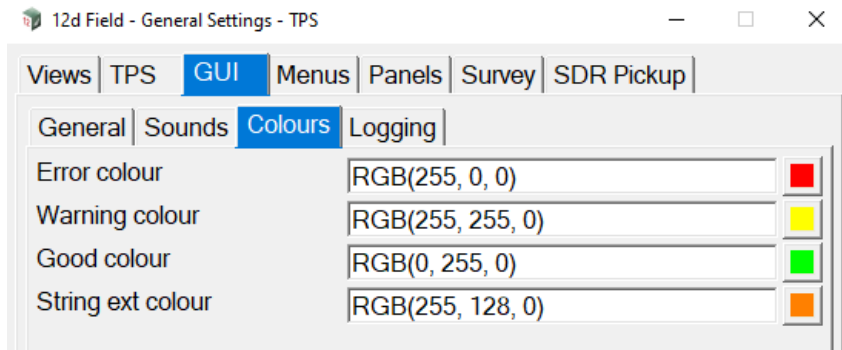 12d Field - General Settings - TPS
Views TPS GUI Menus Panels Survey SDR Pickup
General Sounds Colours Logging
Error colour RGB(255, 0, 0)
Warning colour RGB(255, 255, 0)
Good colour RGB(0, 255, 0)
String ext colour RGB(255, 128, 0)